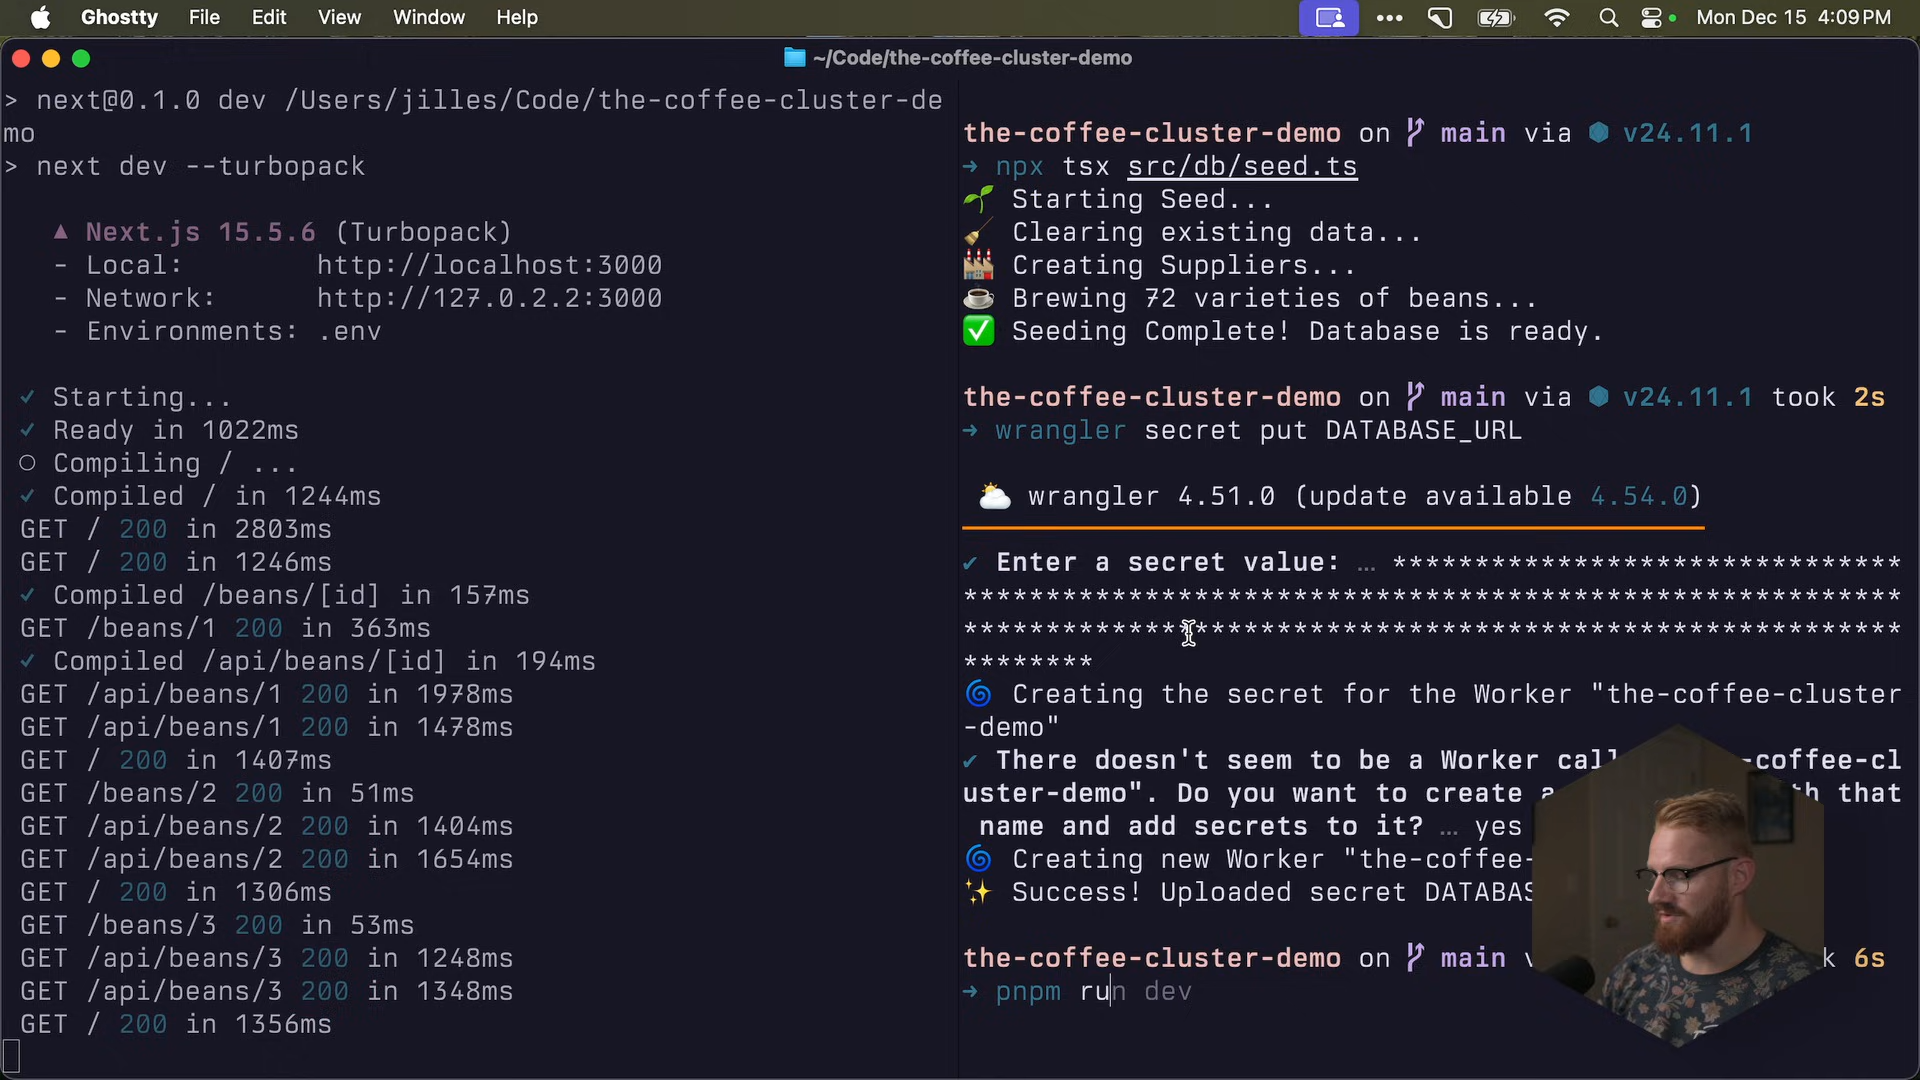 Ghostty File Edit View Window Help Mon Dec 15 4:09 PM
~/Code/the-coffee-cluster-demo
> next@0.1.0 dev /Users/jilles/Code/the-coffee-cluster-de
mo
> next dev --turbopack
▲ Next.js 15.5.6 (Turbopack)
- Local: http://localhost:3000
- Network: http://127.0.2.2:3000
- Environments: .env
✓ Starting...
✓ Ready in 1022ms
○ Compiling / ...
✓ Compiled / in 1244ms
GET / 200 in 2803ms
GET / 200 in 1246ms
✓ Compiled /beans/[id] in 157ms
GET /beans/1 200 in 363ms
✓ Compiled /api/beans/[id] in 194ms
GET /api/beans/1 200 in 1978ms
GET /api/beans/1 200 in 1478ms
GET / 200 in 1407ms
GET /beans/2 200 in 51ms
GET /api/beans/2 200 in 1404ms
GET /api/beans/2 200 in 1654ms
GET / 200 in 1306ms
GET /beans/3 200 in 53ms
GET /api/beans/3 200 in 1248ms
GET /api/beans/3 200 in 1348ms
GET / 200 in 1356ms
the-coffee-cluster-demo on main via v24.11.1
→ npx tsx src/db/seed.ts
🌱 Starting Seed...
🧹 Clearing existing data...
🏭 Creating Suppliers...
☕ Brewing 72 varieties of beans...
✅ Seeding Complete! Database is ready.
the-coffee-cluster-demo on main via v24.11.1 took 2s
→ wrangler secret put DATABASE_URL
⛅ wrangler 4.51.0 (update available 4.54.0)
✓ Enter a secret value: … *******************************
*********************************************************
*********************************************************
********
🌀 Creating the secret for the Worker "the-coffee-cluster
-demo"
✓ There doesn't seem to be a Worker call -coffee-cl
uster-demo". Do you want to create a th that
name and add secrets to it? … yes
🌀 Creating new Worker "the-coffee-
✨ Success! Uploaded secret DATABAS
the-coffee-cluster-demo on main v k 6s
→ pnpm run dev